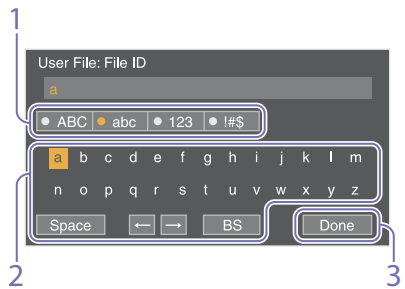 1
User File: File ID
a
ABC abc 123 !#$
a b c d e f g h i j k l m
n o p q r s t u v w x y z
Space ← → BS Done
2 3